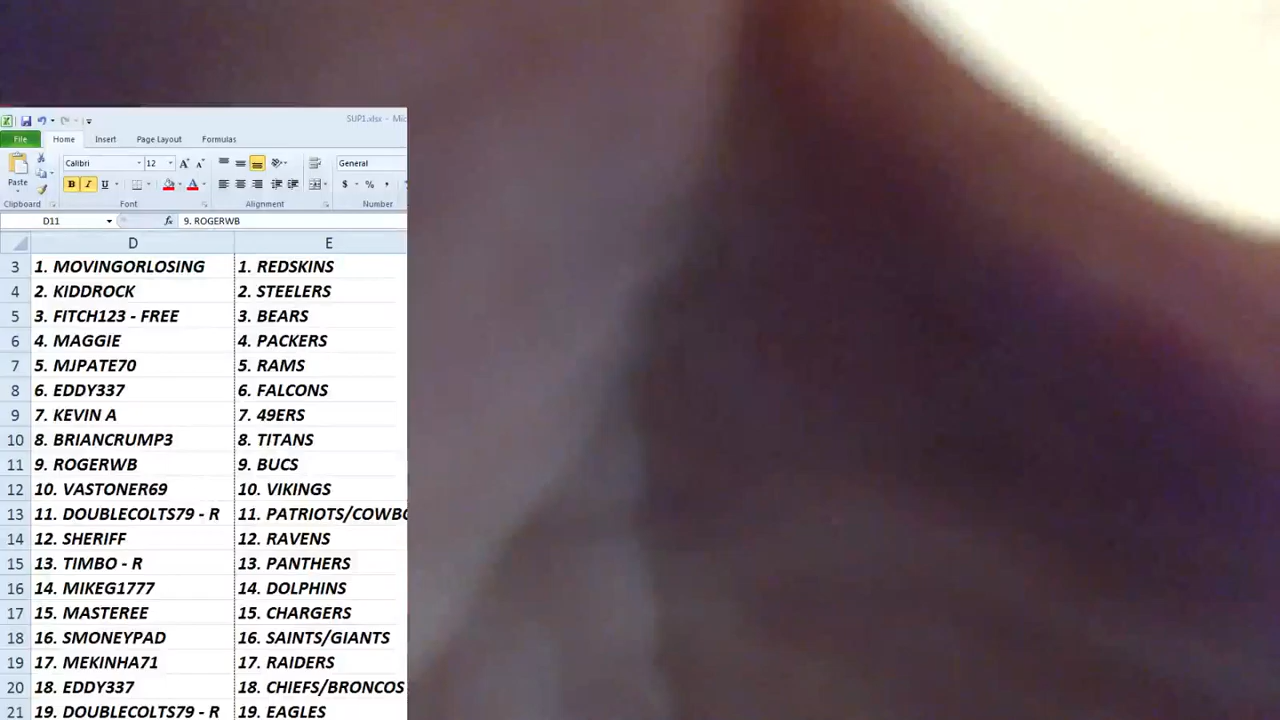 SUP1.xlsx - Mic
File Home Insert Page Layout Formulas
Calibri 12 General
Paste B I U $ % ,
Clipboard Font Alignment Number
D11 fx 9. ROGERWB
D E
3 1. MOVINGORLOSING 1. REDSKINS
4 2. KIDDROCK 2. STEELERS
5 3. FITCH123 - FREE 3. BEARS
6 4. MAGGIE 4. PACKERS
7 5. MJPATE70 5. RAMS
8 6. EDDY337 6. FALCONS
9 7. KEVIN A 7. 49ERS
10 8. BRIANCRUMP3 8. TITANS
11 9. ROGERWB 9. BUCS
12 10. VASTONER69 10. VIKINGS
13 11. DOUBLECOLTS79 - R 11. PATRIOTS/COWBO
14 12. SHERIFF 12. RAVENS
15 13. TIMBO - R 13. PANTHERS
16 14. MIKEG1777 14. DOLPHINS
17 15. MASTEREE 15. CHARGERS
18 16. SMONEYPAD 16. SAINTS/GIANTS
19 17. MEKINHA71 17. RAIDERS
20 18. EDDY337 18. CHIEFS/BRONCOS
21 19. DOUBLECOLTS79 - R 19. EAGLES